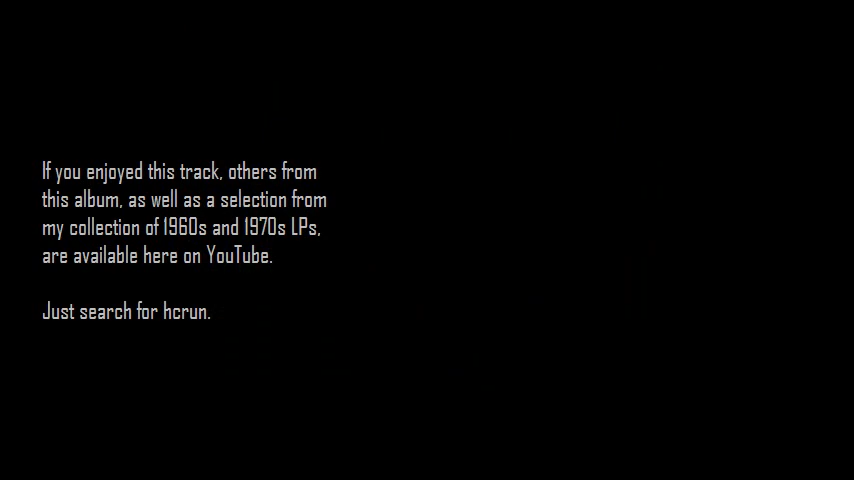 If you enjoyed this track, others from
this album, as well as a selection from
my collection of 1960s and 1970s LPs,
are available here on YouTube.
Just search for hcrun.